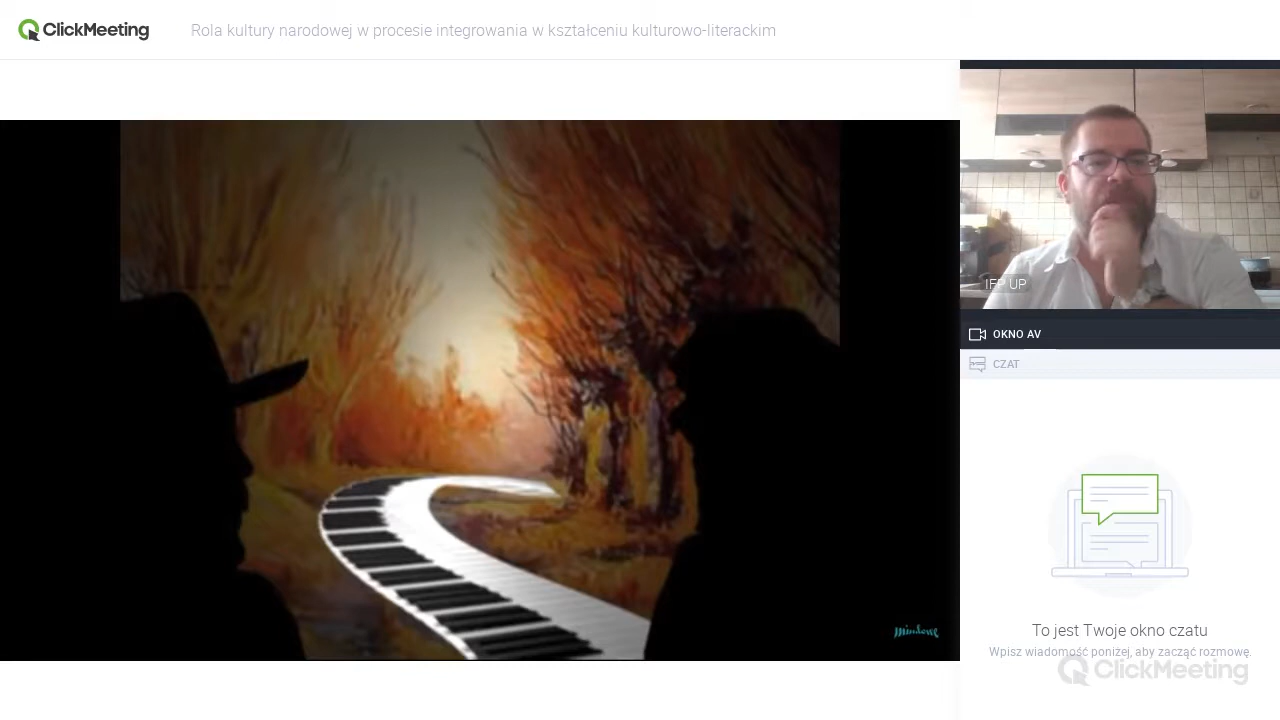 ClickMeeting
Rola kultury narodowej w procesie integrowania w kształceniu kulturowo-literackim
IFP UP
OKNO AV
CZAT
mindowe
To jest Twoje okno czatu
Wpisz wiadomość poniżej, aby zacząć rozmowę.
ClickMeeting